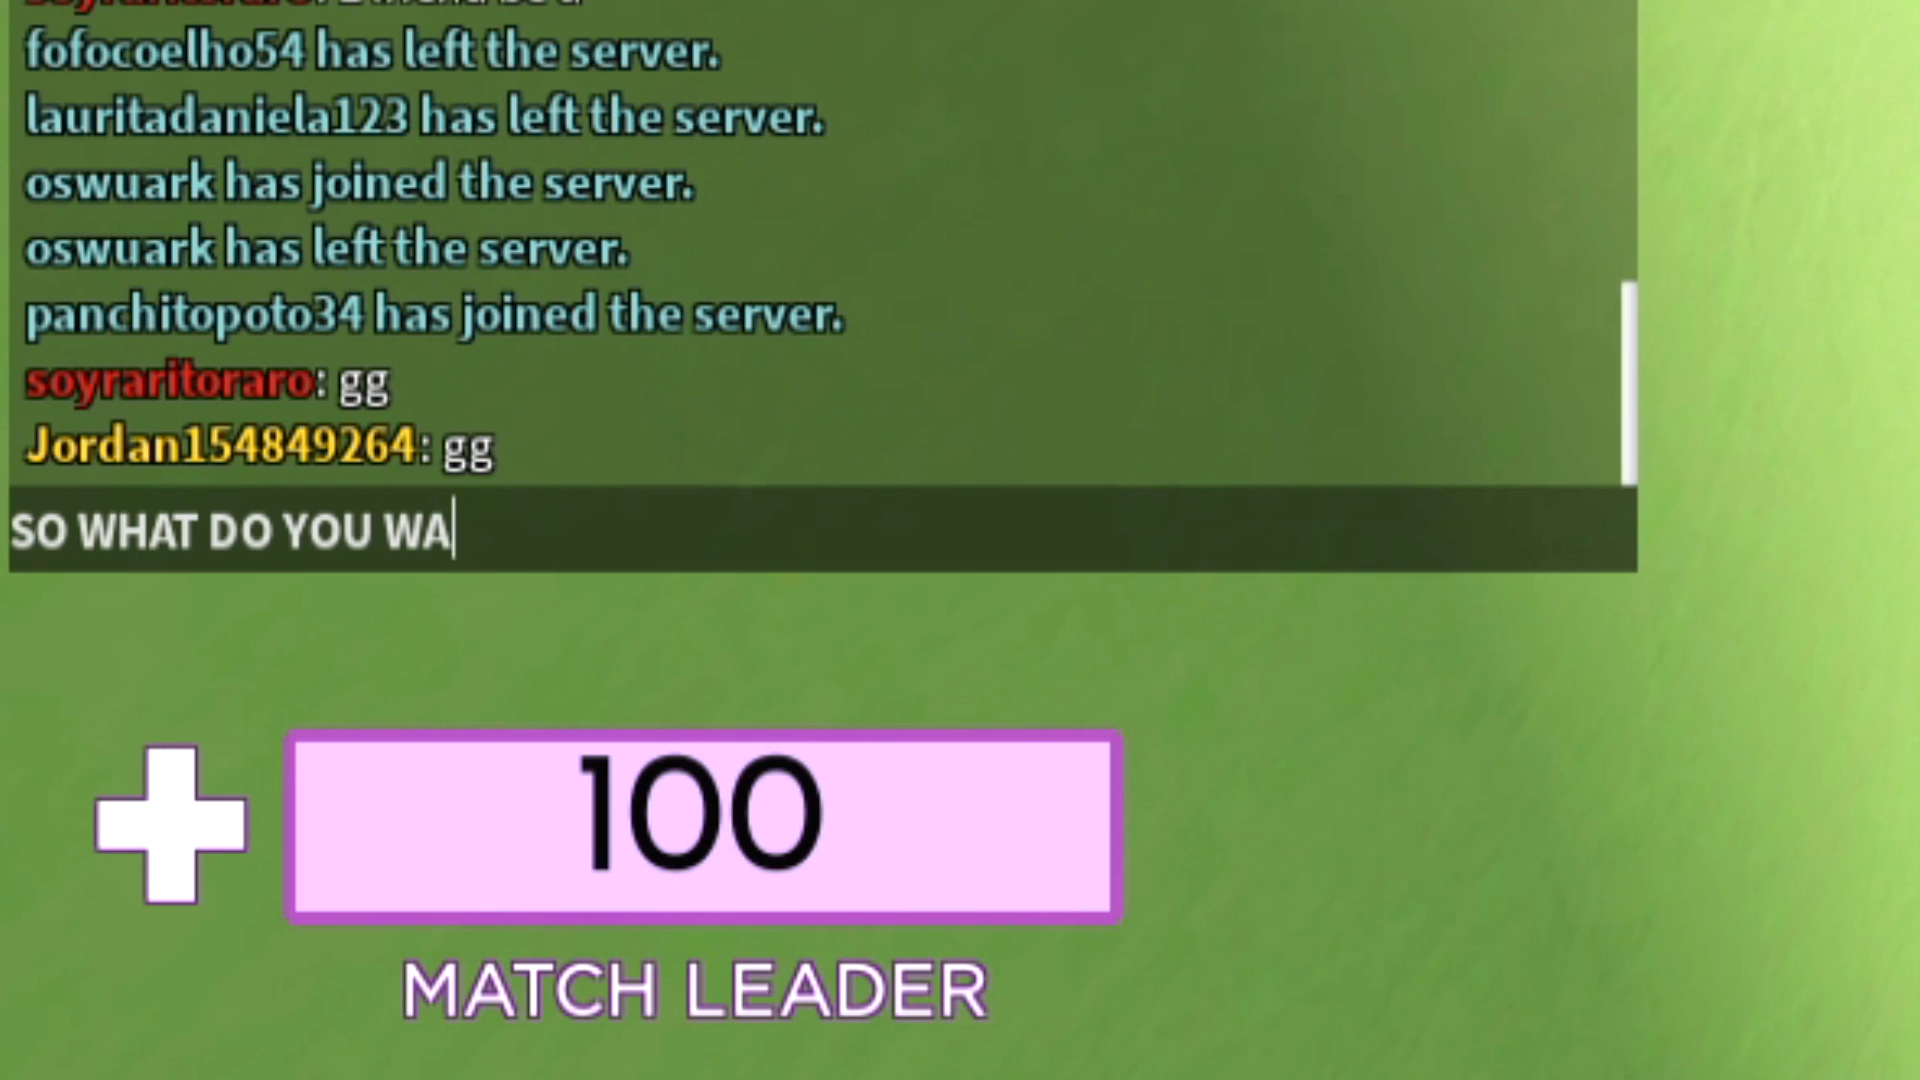 fofocoelho54 has left the server.
lauritadaniela123 has left the server.
oswuark has joined the server.
oswuark has left the server.
panchitopoto34 has joined the server.
soyraritoraro: gg
Jordan154849264: gg
SO WHAT DO YOU WA
100
MATCH LEADER